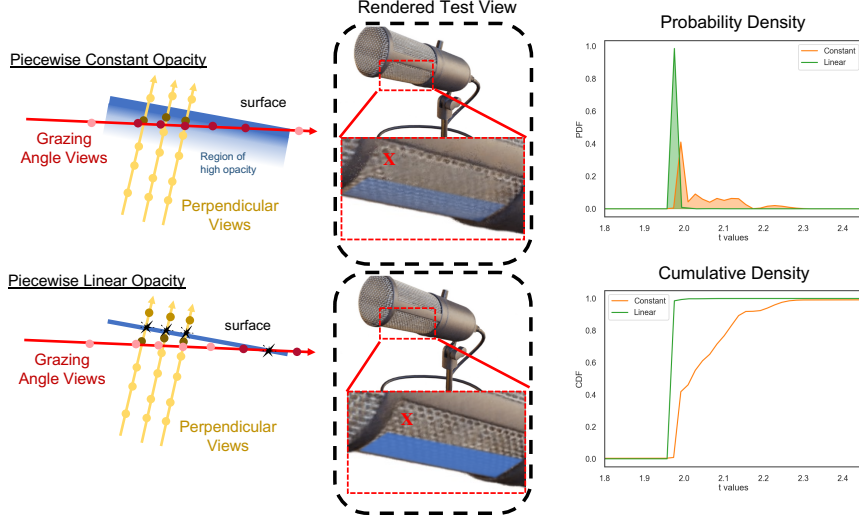 Rendered Test View
Probability Density
Piecewise Constant Opacity
surface
Grazing
Angle Views
Region of
high opacity
Perpendicular
Views
X
Constant
Linear
PDF
1.0
0.8
0.6
0.4
0.2
0.0
1.8 1.9 2.0 2.1 2.2 2.3 2.4
t values
Piecewise Linear Opacity
surface
Grazing
Angle Views
Perpendicular
Views
X
Cumulative Density
Constant
Linear
CDF
1.0
0.8
0.6
0.4
0.2
0.0
1.8 1.9 2.0 2.1 2.2 2.3 2.4
t values